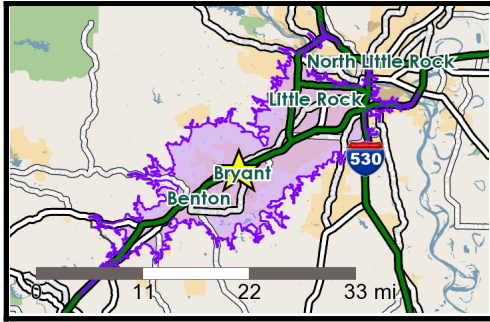 North Little Rock
Little Rock
530
Bryant
Benton
0 11 22 33 mi